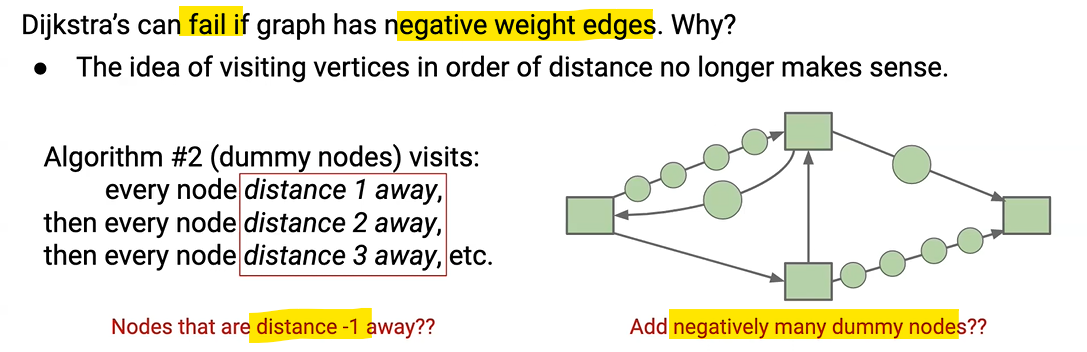 Dijkstra's can fail if graph has negative weight edges. Why?
● The idea of visiting vertices in order of distance no longer makes sense.
Algorithm #2 (dummy nodes) visits:
every node distance 1 away,
then every node distance 2 away,
then every node distance 3 away, etc.
Nodes that are distance -1 away??
Add negatively many dummy nodes??